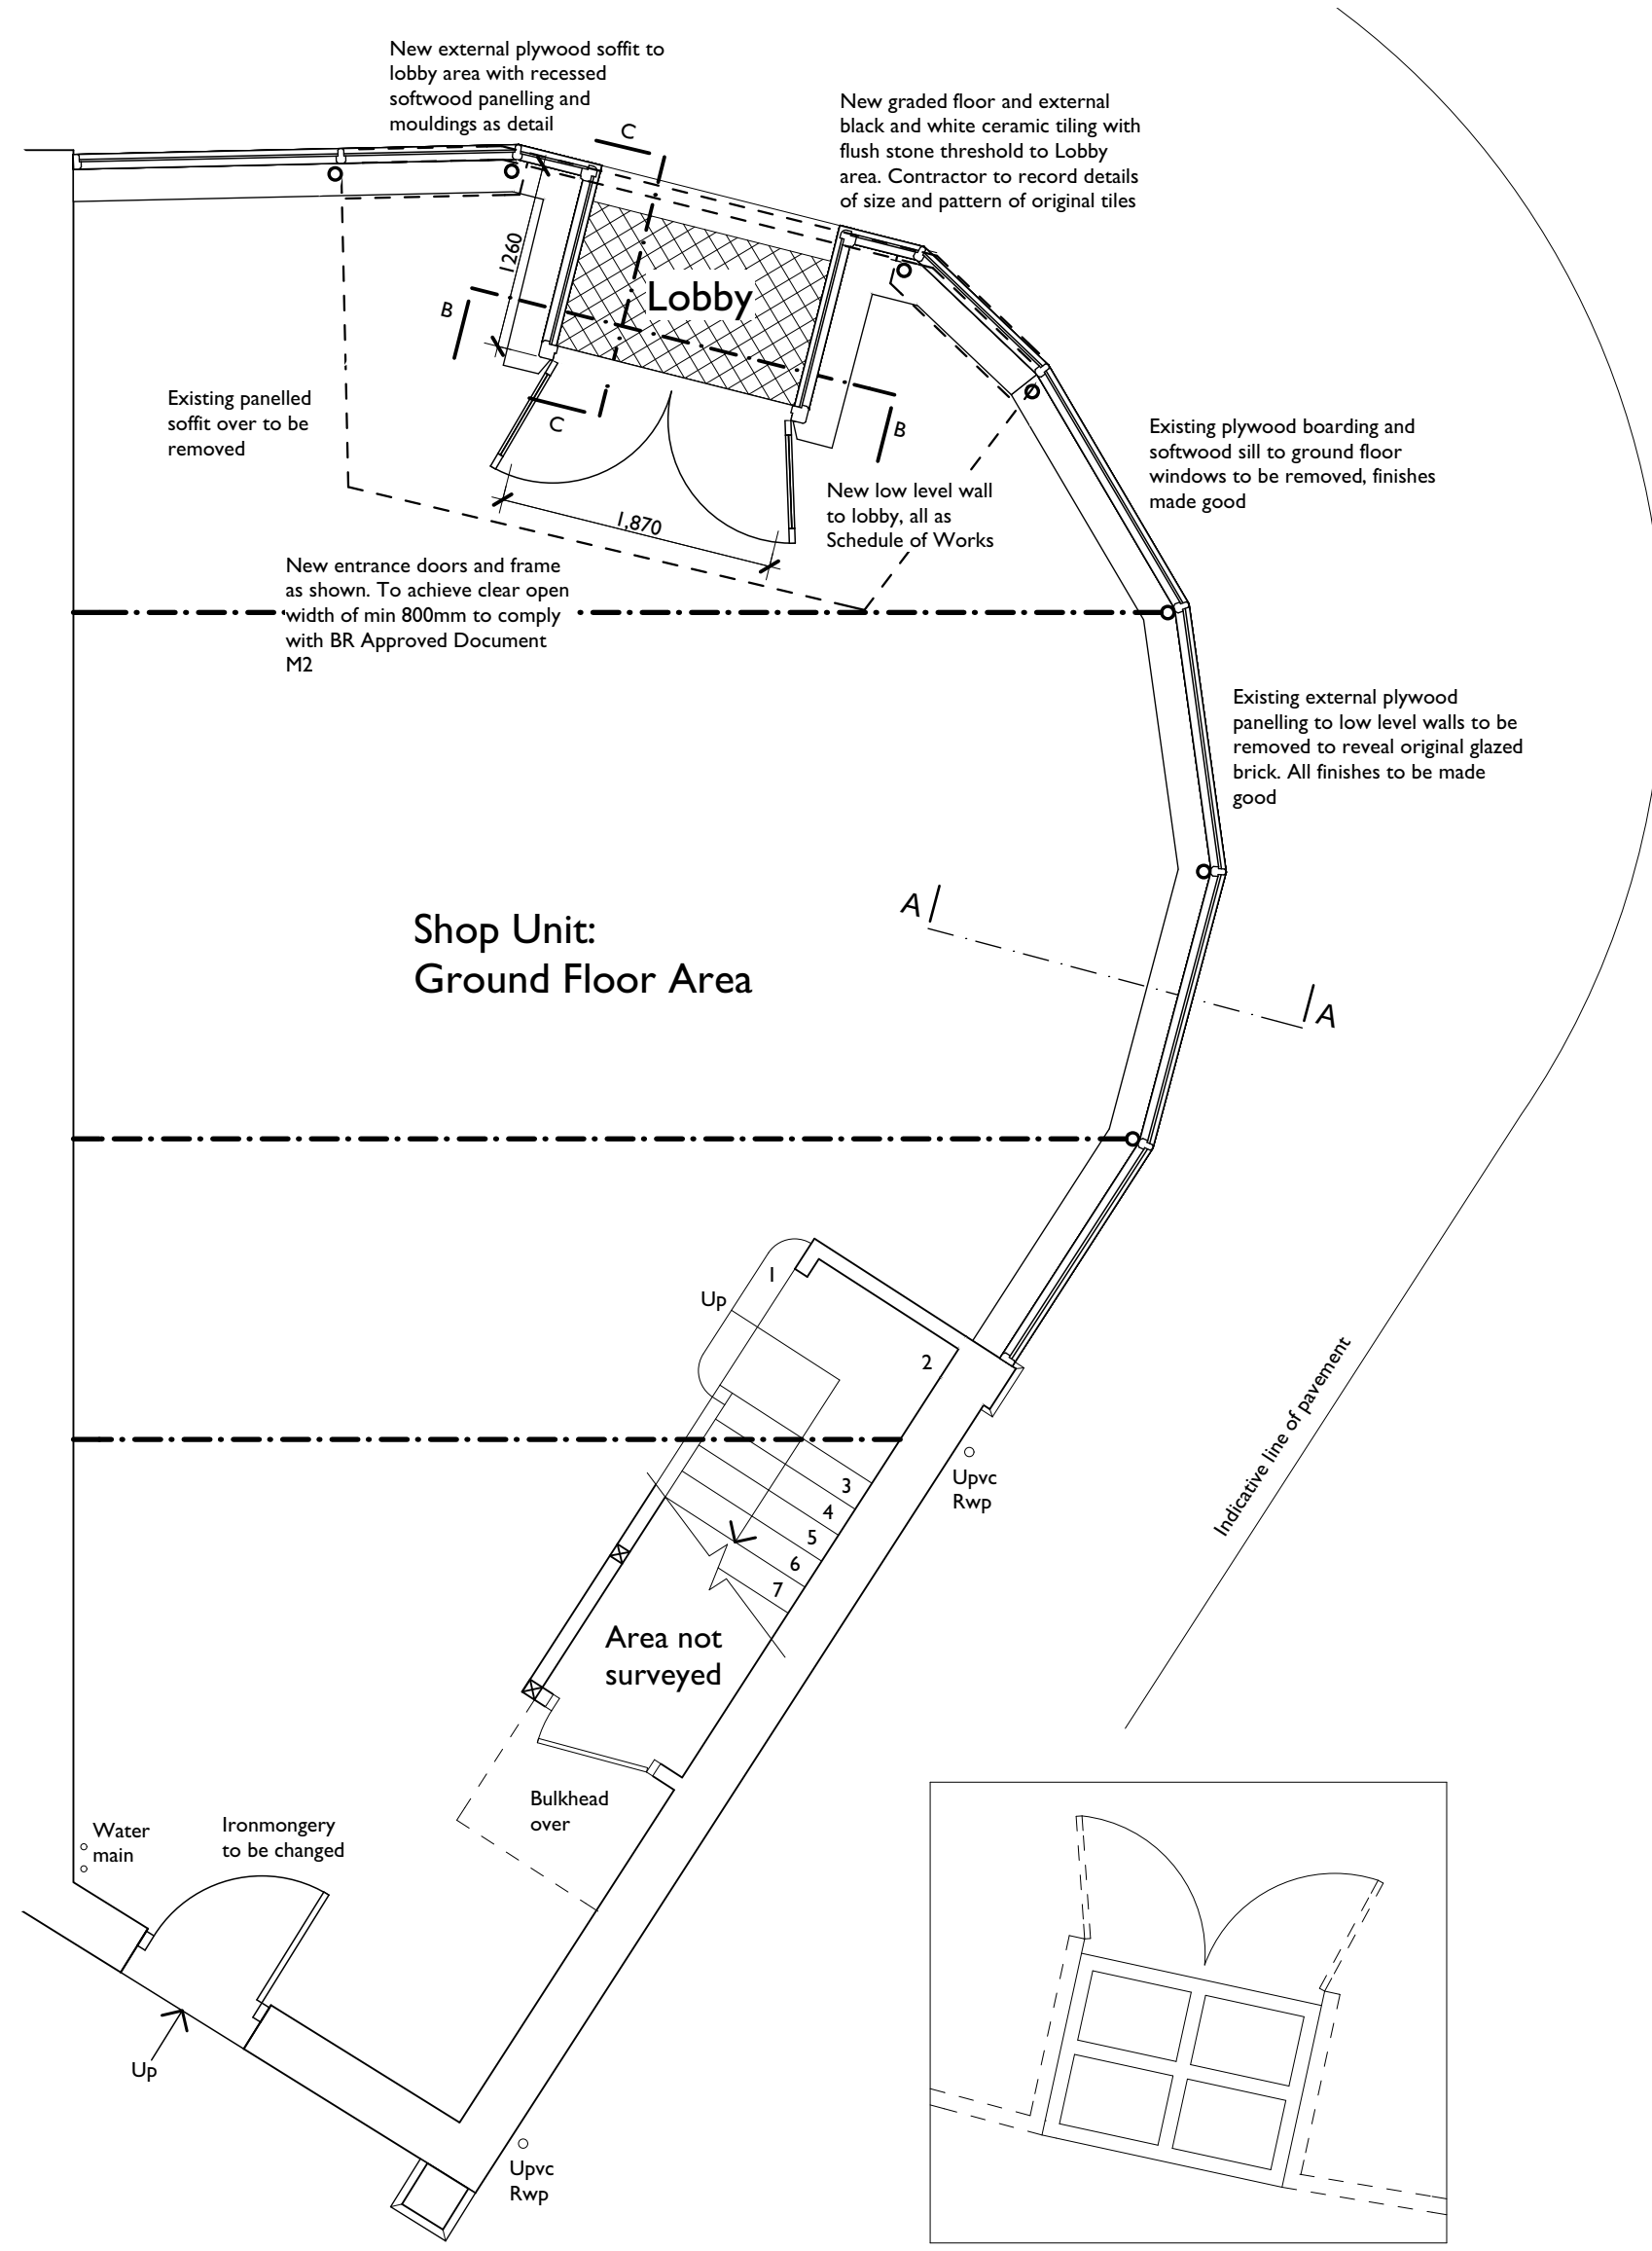 New external plywood soffit to
lobby area with recessed
softwood panelling and
mouldings as detail
C
New graded floor and external
black and white ceramic tiling with
flush stone threshold to Lobby
area. Contractor to record details
of size and pattern of original tiles
1260
Lobby
B
Existing panelled
soffit over to be
removed
C
B
Existing plywood boarding and
softwood sill to ground floor
windows to be removed, finishes
made good
New low level wall
to lobby, all as
Schedule of Works
1,870
New entrance doors and frame
as shown. To achieve clear open
width of min 800mm to comply
with BR Approved Document
M2
Existing external plywood
panelling to low level walls to be
removed to reveal original glazed
brick. All finishes to be made
good
A
Shop Unit:
Ground Floor Area
A
1
Up
2
3
4
5
6
7
Upvc
Rwp
Indicative line of pavement
Area not
surveyed
Bulkhead
over
Water
main
Ironmongery
to be changed
Up
Upvc
Rwp